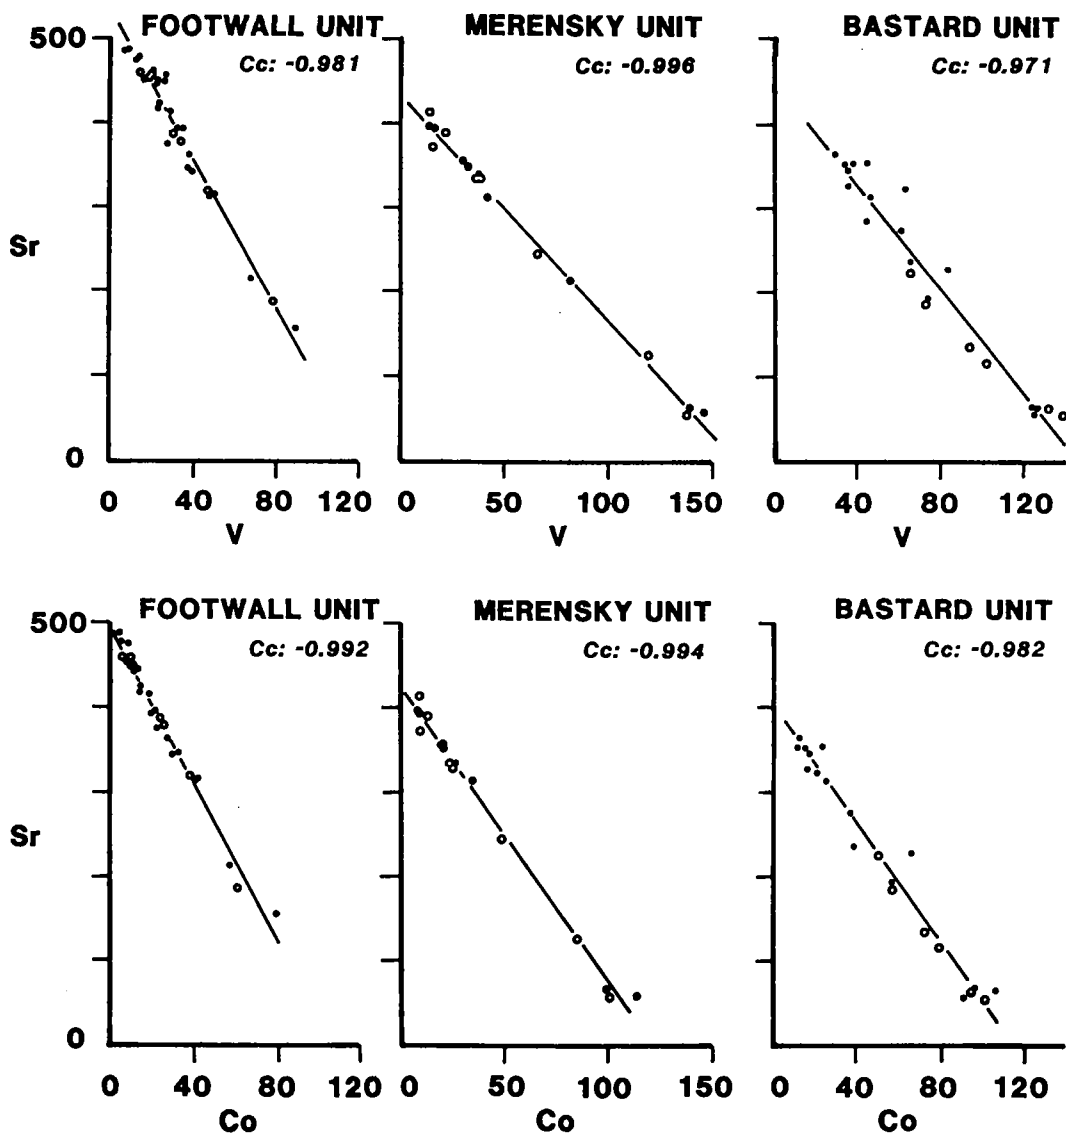 FOOTWALL UNIT MERENSKY UNIT BASTARD UNIT
500 Cc: -0.981 Cc: -0.996 Cc: -0.971
Sr
0
0 40 80 120 0 50 100 150 0 40 80 120
V V V
FOOTWALL UNIT MERENSKY UNIT BASTARD UNIT
500 Cc: -0.992 Cc: -0.994 Cc: -0.982
Sr
0
0 40 80 120 0 50 100 150 0 40 80 120
Co Co Co